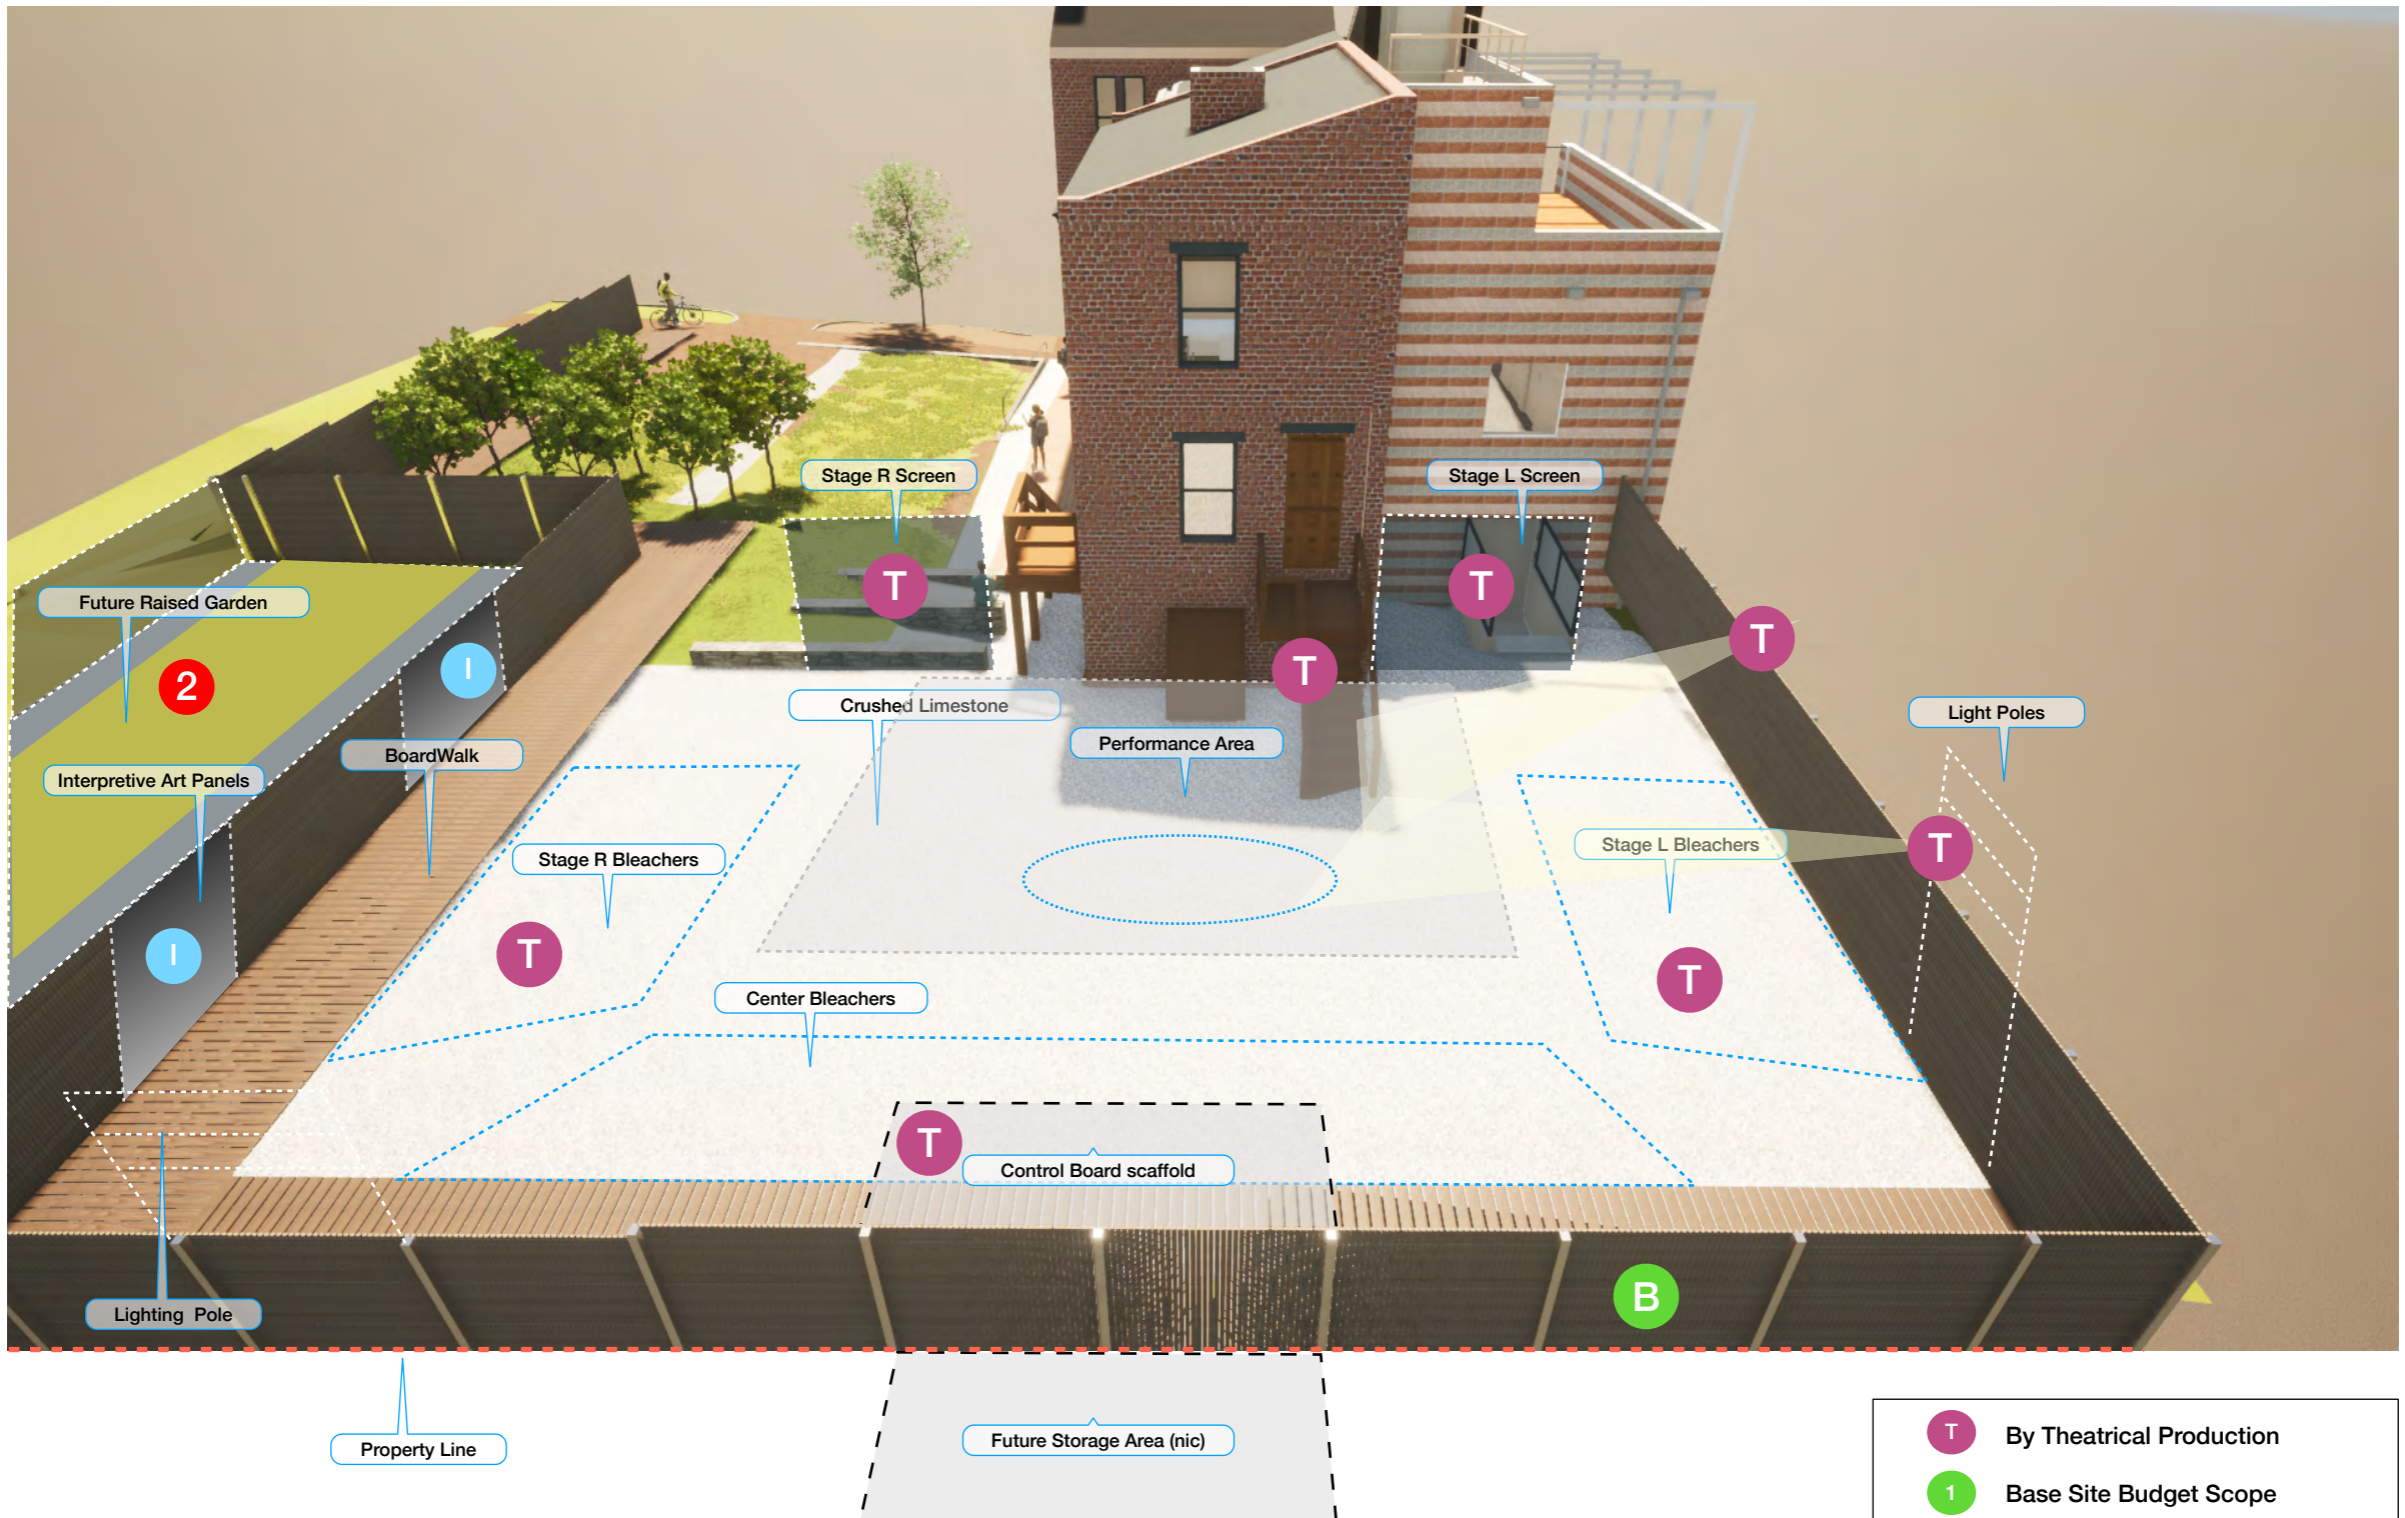 Stage R Screen
Stage L Screen
T
T
Future Raised Garden
T
T
I
2
Crushed Limestone
Light Poles
Performance Area
BoardWalk
Interpretive Art Panels
Stage R Bleachers
Stage L Bleachers
T
I
T
T
Center Bleachers
T
Control Board scaffold
B
Lighting Pole
Property Line
Future Storage Area (nic)
T By Theatrical Production
1 Base Site Budget Scope